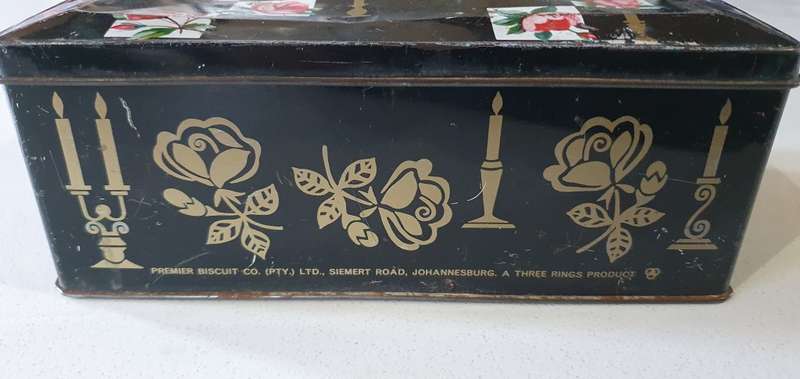 PREMIER BISCUIT CO. (PTY.) LTD., SIEMERT ROAD, JOHANNESBURG. A THREE RINGS PRODUCT